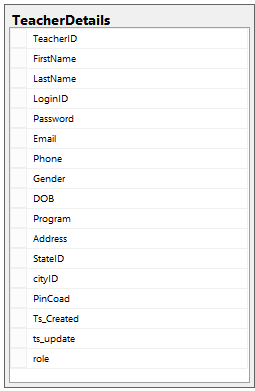 TeacherDetails
TeacherID
FirstName
LastName
LoginID
Password
Email
Phone
Gender
DOB
Program
Address
StateID
cityID
PinCoad
Ts_Created
ts_update
role